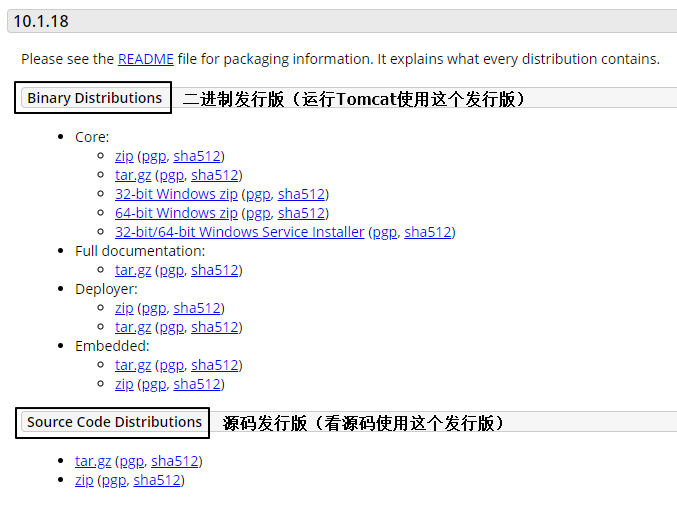 10.1.18
Please see the README file for packaging information. It explains what every distribution contains.
Binary Distributions 二进制发行版（运行Tomcat使用这个发行版）
Core:
zip (pgp, sha512)
tar.gz (pgp, sha512)
32-bit Windows zip (pgp, sha512)
64-bit Windows zip (pgp, sha512)
32-bit/64-bit Windows Service Installer (pgp, sha512)
Full documentation:
tar.gz (pgp, sha512)
Deployer:
zip (pgp, sha512)
tar.gz (pgp, sha512)
Embedded:
tar.gz (pgp, sha512)
zip (pgp, sha512)
Source Code Distributions 源码发行版（看源码使用这个发行版）
tar.gz (pgp, sha512)
zip (pgp, sha512)